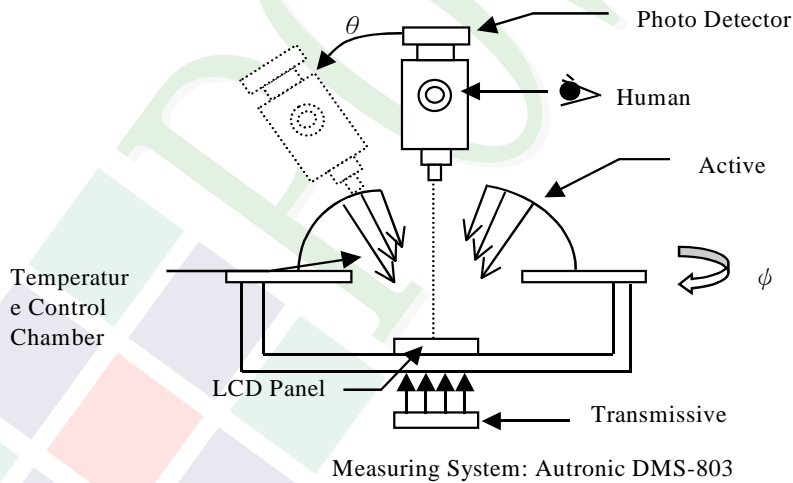 Photo Detector
θ
Human
Active
Temperatur
e Control
Chamber
ϕ
LCD Panel
Transmissive
Measuring System: Autronic DMS-803